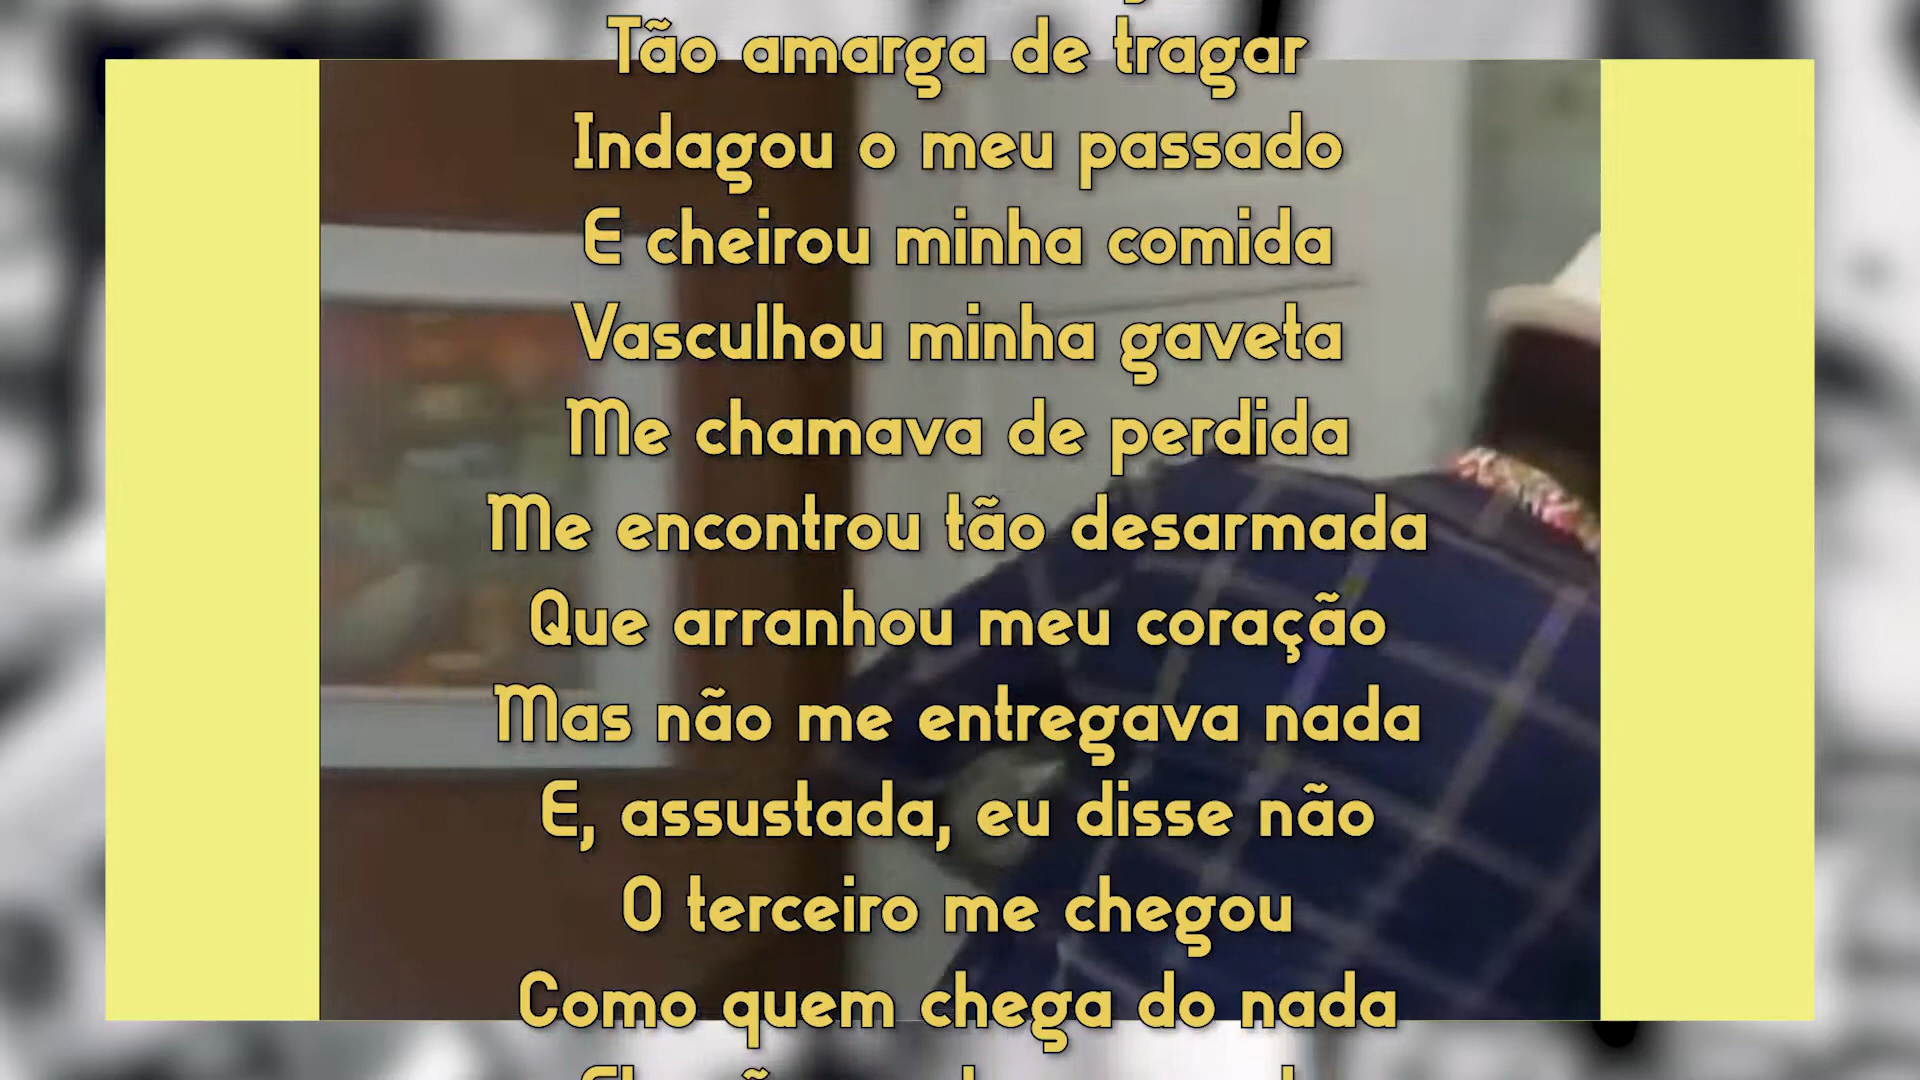 Tão amarga de tragar
Indagou o meu passado
E cheirou minha comida
Vasculhou minha gaveta
Me chamava de perdida
Me encontrou tão desarmada
Que arranhou meu coração
Mas não me entregava nada
E, assustada, eu disse não
O terceiro me chegou
Como quem chega do nada